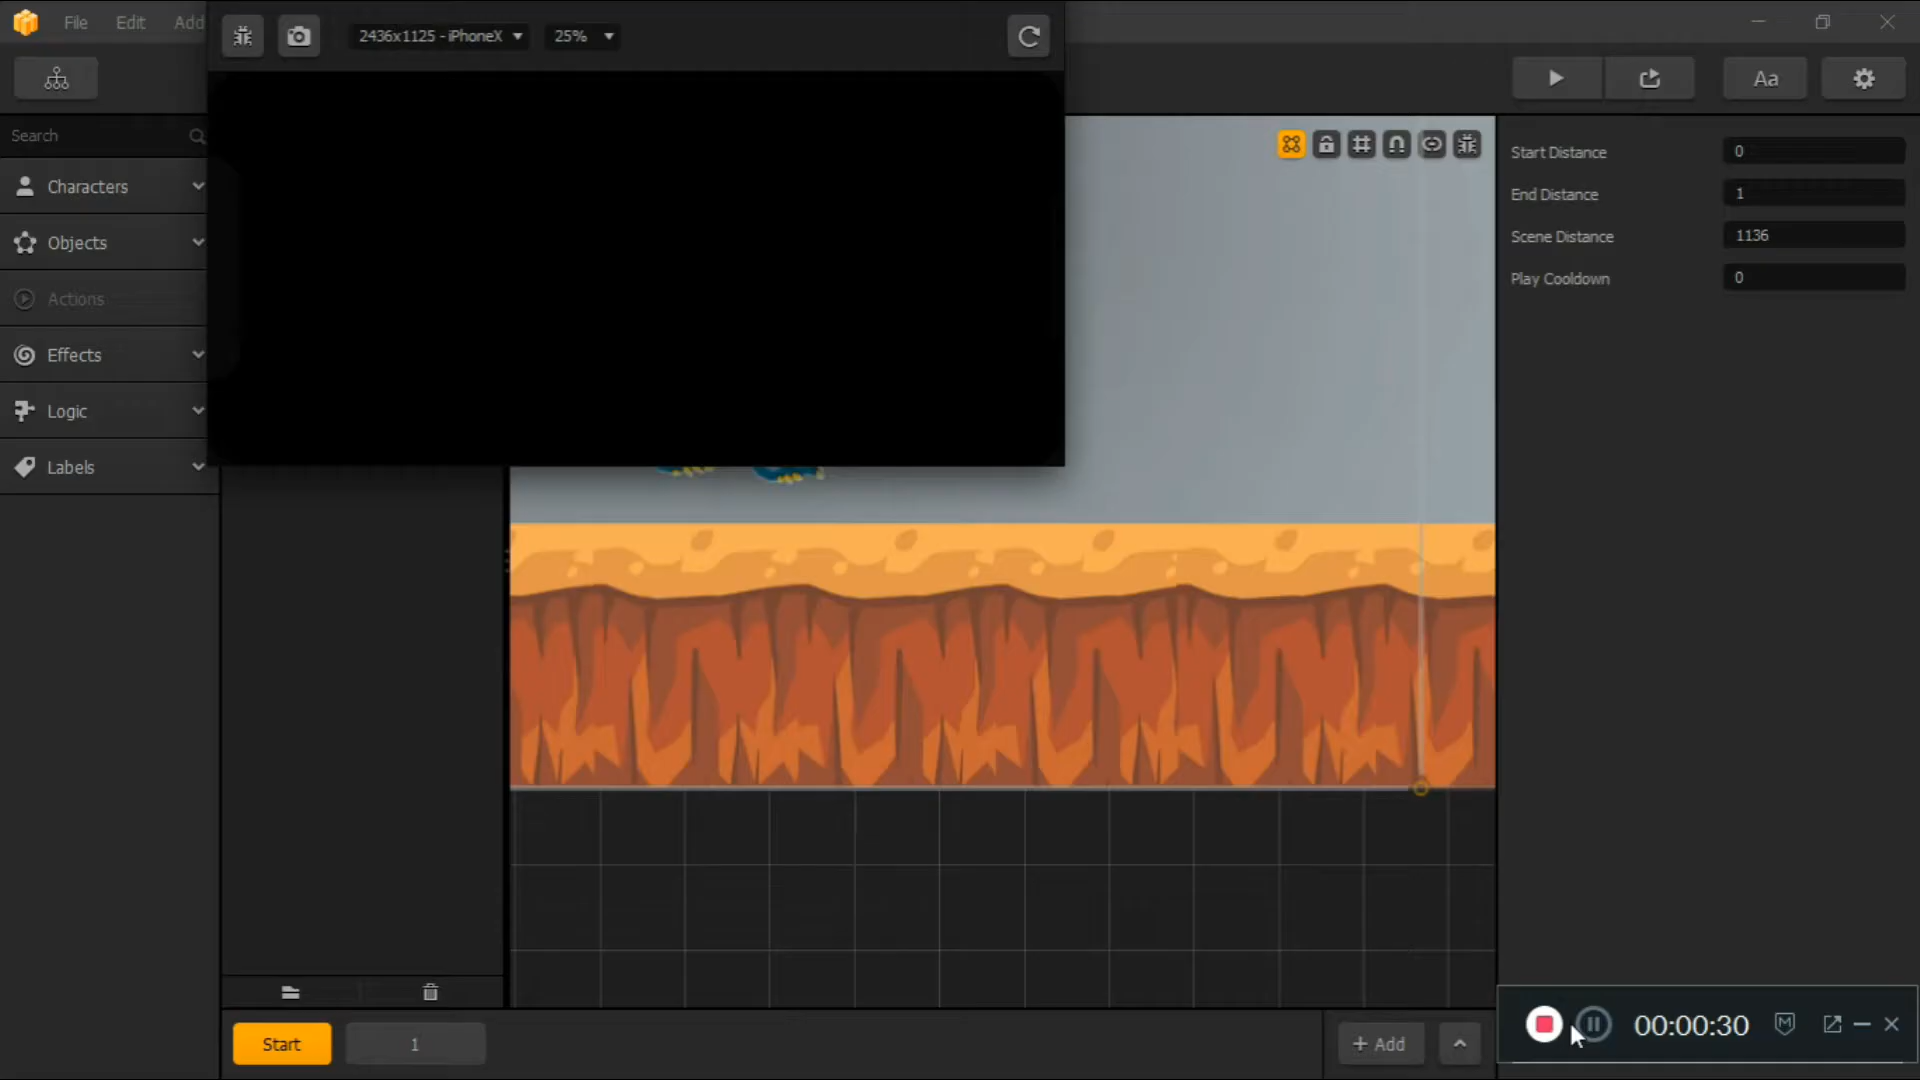 File Edit Add
2436x1125 - iPhoneX 25%
Aa
Search
Characters
Objects
Actions
Effects
Logic
Labels
Start Distance 0
End Distance 1
Scene Distance 1136
Play Cooldown 0
Start 1
+ Add
00:00:30